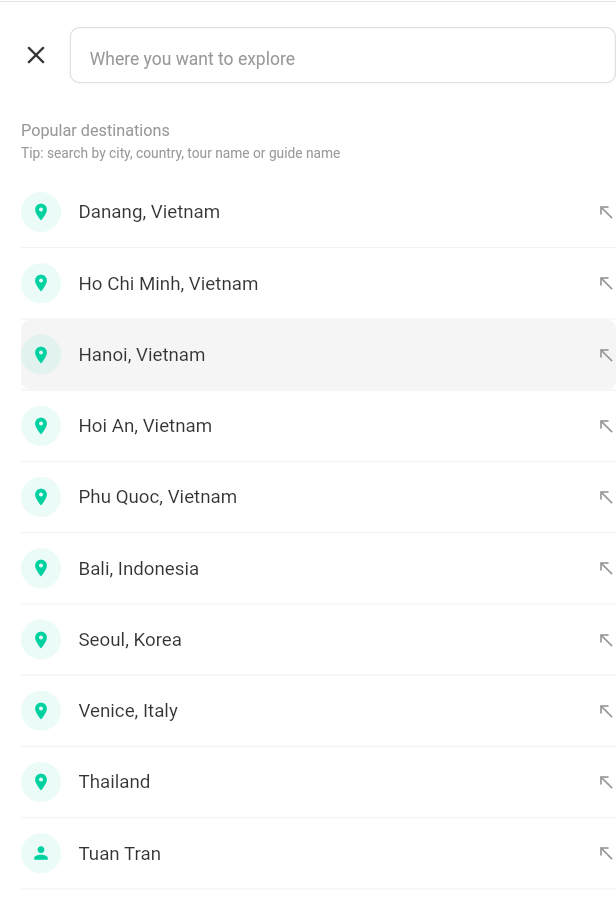 Where you want to explore
Popular destinations
Tip: search by city, country, tour name or guide name
Danang, Vietnam
Ho Chi Minh, Vietnam
Hanoi, Vietnam
Hoi An, Vietnam
Phu Quoc, Vietnam
Bali, Indonesia
Seoul, Korea
Venice, Italy
Thailand
Tuan Tran